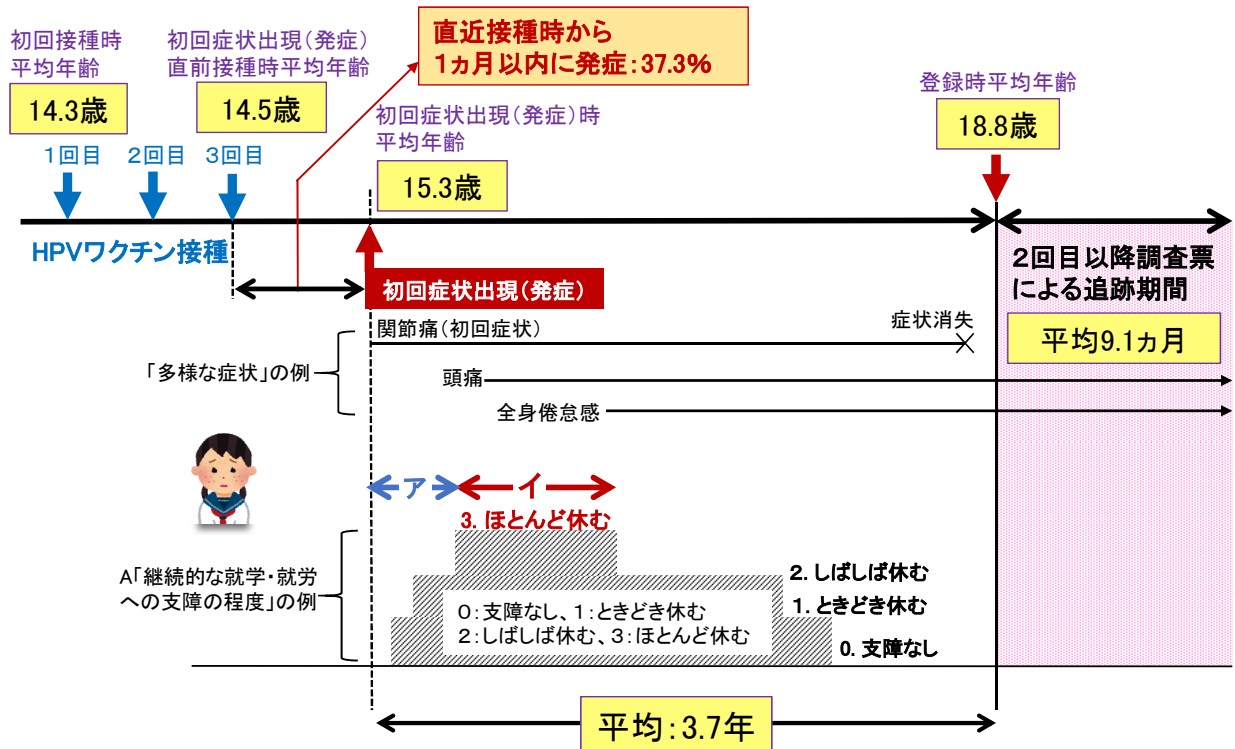 初回接種時
平均年齢
14.3歳
初回症状出現(発症)
直前接種時平均年齢
14.5歳
直近接種時から
1ヵ月以内に発症:37.3%
初回症状出現(発症)時
平均年齢
15.3歳
登録時平均年齢
18.8歳
1回目
2回目
3回目
HPVワクチン接種
初回症状出現(発症)
2回目以降調査票
による追跡期間
平均9.1ヵ月
関節痛(初回症状)
症状消失
「多様な症状」の例
頭痛
全身倦怠感
ア
イ
3. ほとんど休む
A「継続的な就学・就労
への支障の程度」の例
0:支障なし、1:ときどき休む
2:しばしば休む、3:ほとんど休む
2. しばしば休む
1. ときどき休む
0. 支障なし
平均:3.7年